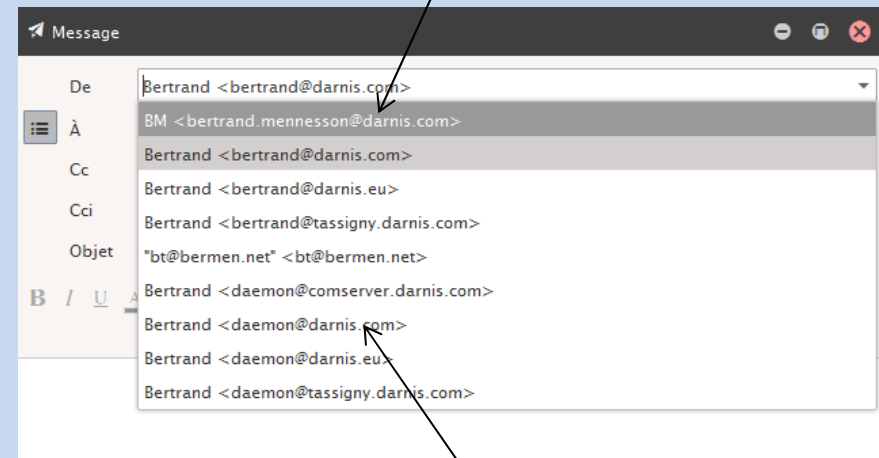 Message
De Bertrand <bertrand@darnis.com>
À BM <bertrand.mennesson@darnis.com>
Bertrand <bertrand@darnis.com>
Cc
Bertrand <bertrand@darnis.eu>
Cci
Bertrand <bertrand@tassigny.darnis.com>
Objet "bt@bermen.net" <bt@bermen.net>
B I U A Bertrand <daemon@comserver.darnis.com>
Bertrand <daemon@darnis.com>
Bertrand <daemon@darnis.eu>
Bertrand <daemon@tassigny.darnis.com>